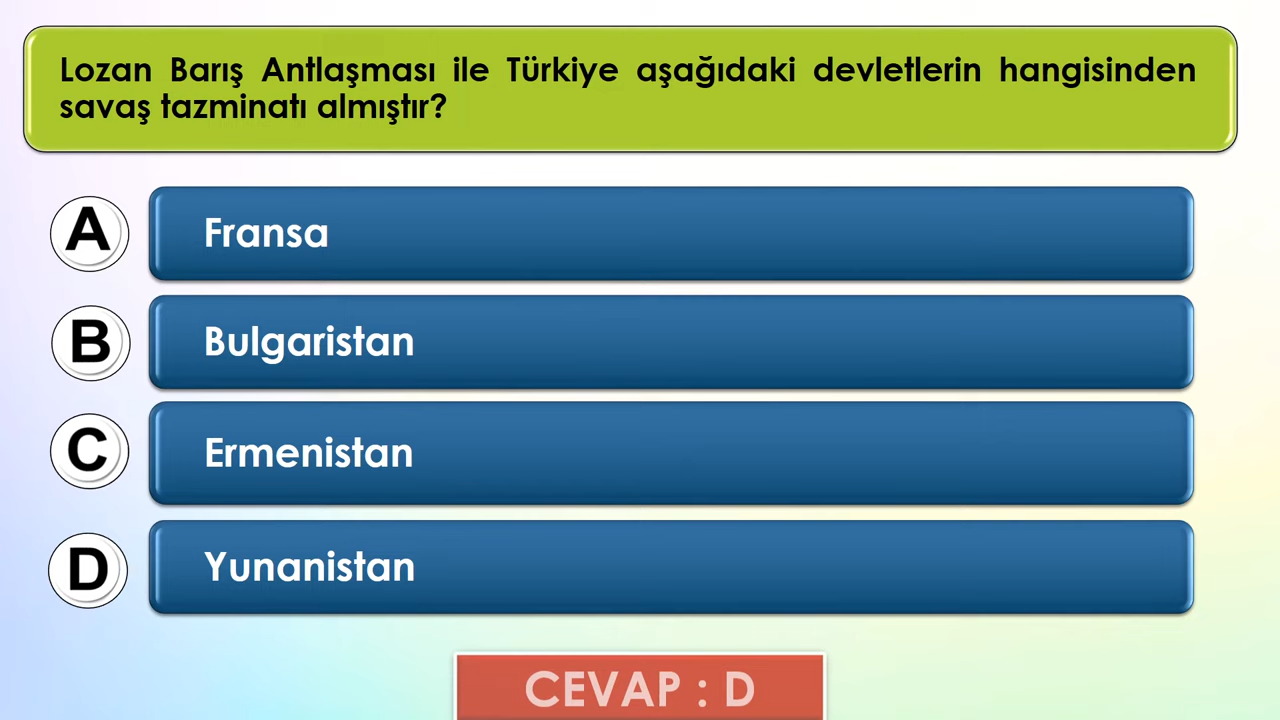 Lozan Barış Antlaşması ile Türkiye aşağıdaki devletlerin hangisinden
savaş tazminatı almıştır?
A Fransa
B Bulgaristan
C Ermenistan
D Yunanistan
CEVAP : D